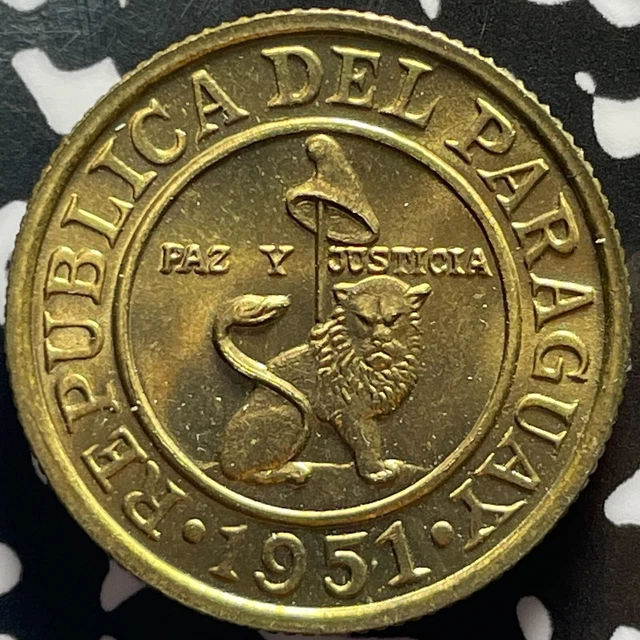 REPUBLICA DEL PARAGUAY
PAZ Y JUSTICIA
• 1951 •